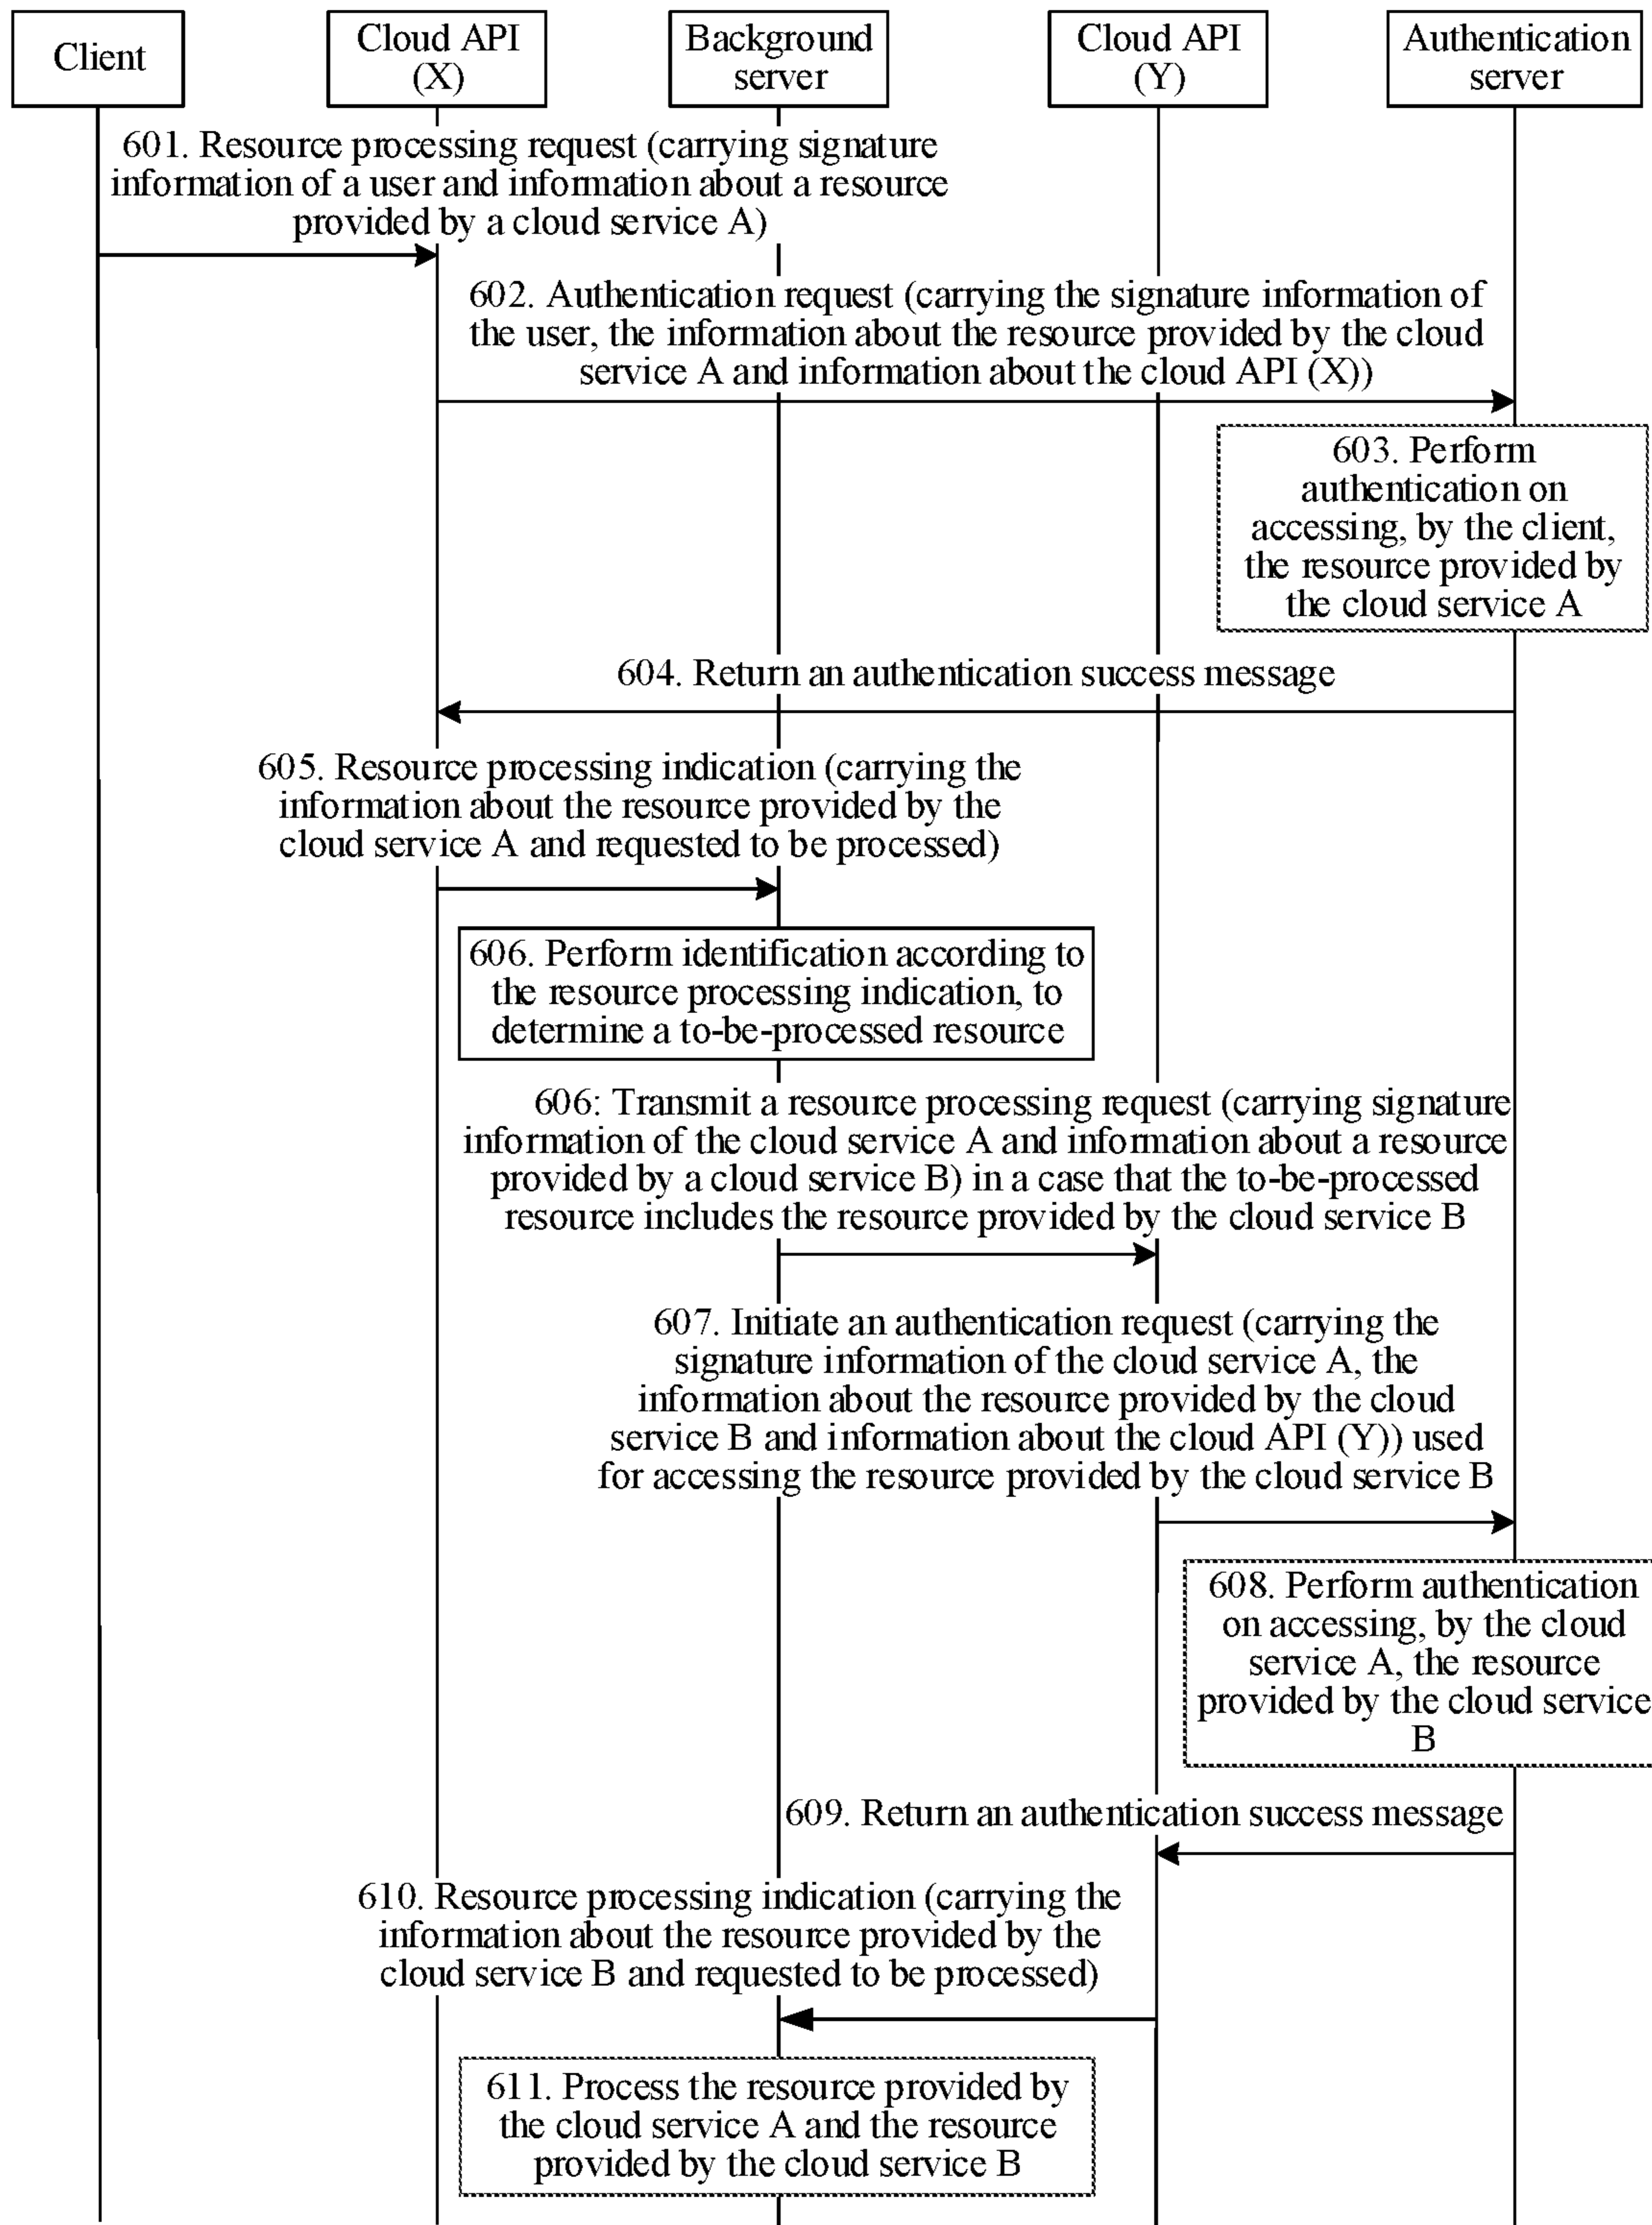 Client
Cloud API
(X)
Background
server
Cloud API
(Y)
Authentication
server
601. Resource processing request (carrying signature
information of a user and information about a resource
provided by a cloud service A)
602. Authentication request (carrying the signature information of
the user, the information about the resource provided by the cloud
service A and information about the cloud API (X))
603. Perform
authentication on
accessing, by the client,
the resource provided by
the cloud service A
604. Return an authentication success message
605. Resource processing indication (carrying the
information about the resource provided by the
cloud service A and requested to be processed)
606. Perform identification according to
the resource processing indication, to
determine a to-be-processed resource
606: Transmit a resource processing request (carrying signature
information of the cloud service A and information about a resource
provided by a cloud service B) in a case that the to-be-processed
resource includes the resource provided by the cloud service B
607. Initiate an authentication request (carrying the
signature information of the cloud service A, the
information about the resource provided by the cloud
service B and information about the cloud API (Y)) used
for accessing the resource provided by the cloud service B
608. Perform authentication
on accessing, by the cloud
service A, the resource
provided by the cloud service
B
609. Return an authentication success message
610. Resource processing indication (carrying the
information about the resource provided by the
cloud service B and requested to be processed)
611. Process the resource provided by
the cloud service A and the resource
provided by the cloud service B